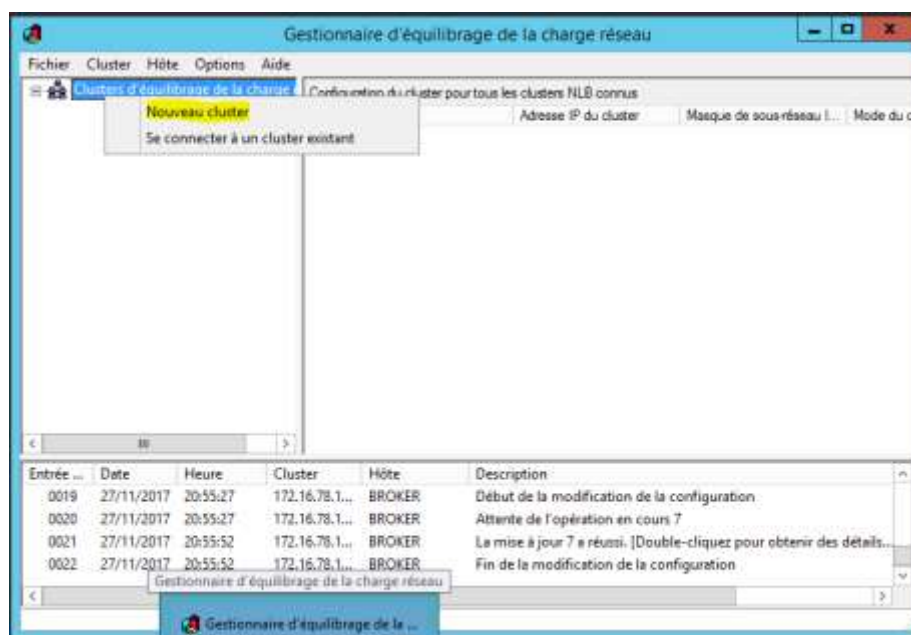 Gestionnaire d'équilibrage de la charge réseau
Fichier Cluster Hôte Options Aide
Clusters d'équilibrage de la charge
Configuration du cluster pour tous les clusters NLB connus
Nouveau cluster
Se connecter à un cluster existant
Adresse IP du cluster Masque de sous-réseau l... Mode du c
Entrée ... Date Heure Cluster Hôte Description
0019 27/11/2017 20:55:27 172.16.78.1... BROKER Début de la modification de la configuration
0020 27/11/2017 20:55:27 172.16.78.1... BROKER Attente de l'opération en cours 7
0021 27/11/2017 20:55:52 172.16.78.1... BROKER La mise à jour 7 a réussi. [Double-cliquez pour obtenir des détails...
0022 27/11/2017 20:55:52 172.16.78.1... BROKER Fin de la modification de la configuration
Gestionnaire d'équilibrage de la charge réseau
Gestionnaire d'équilibrage de la ...